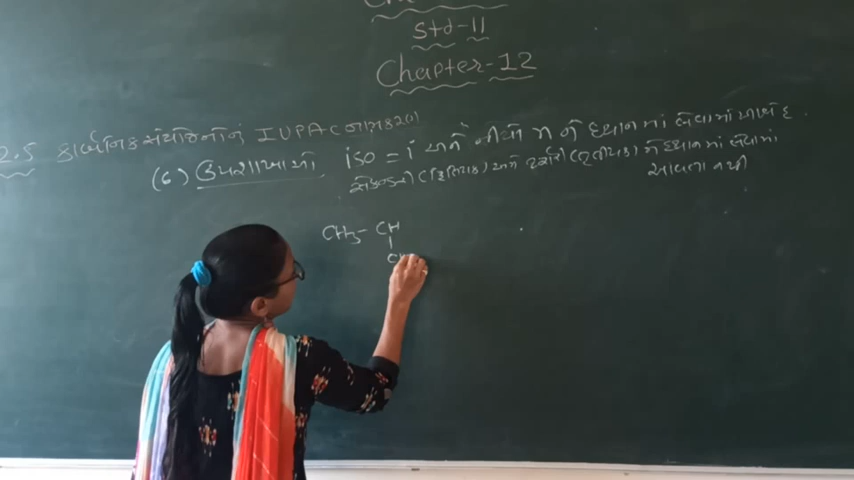 Std-11
Chapter-12
2.5 કાર્બનિક સંયોજનોનું IUPAC નામકરણ
(6) ઉપશાખાઓ iso = i અને નીયો n ને ધ્યાનમાં લેવામાં આવે છે.
સેકન્ડરી (દ્વિતીયક) અને ટર્શરી (તૃતીયક) ને ધ્યાનમાં લેવામાં
આવતા નથી
CH3 - CH
|